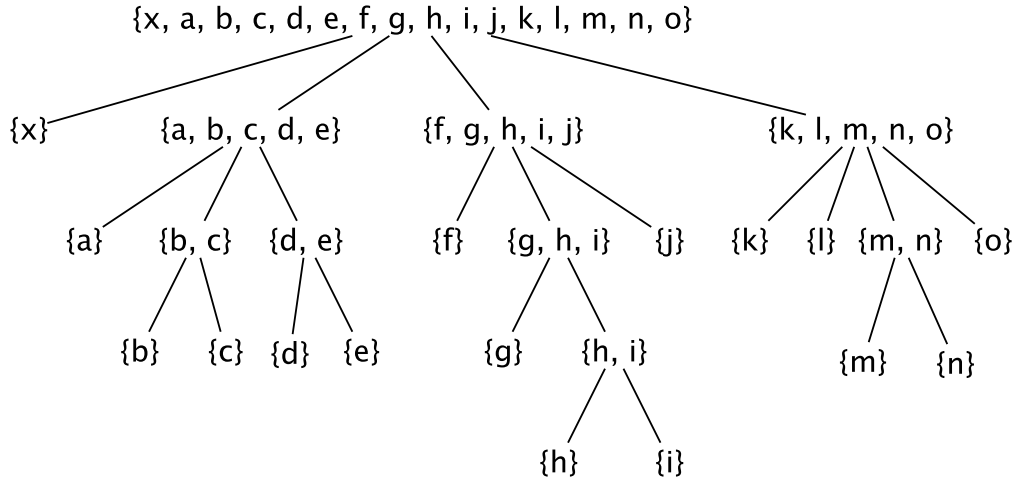 {x, a, b, c, d, e, f, g, h, i, j, k, l, m, n, o}
{x} {a, b, c, d, e} {f, g, h, i, j} {k, l, m, n, o}
{a} {b, c} {d, e} {f} {g, h, i} {j} {k} {l} {m, n} {o}
{b} {c} {d} {e} {g} {h, i} {m} {n}
{h} {i}